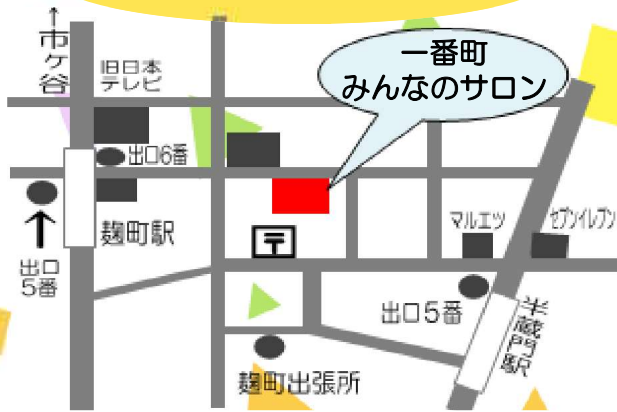 ↑
市ヶ谷
旧日本
テレビ
一番町
みんなのサロン
出口6番
麹町駅
出口
5番
〒
マルエツ
セブンイレブン
出口5番
半蔵門駅
麹町出張所